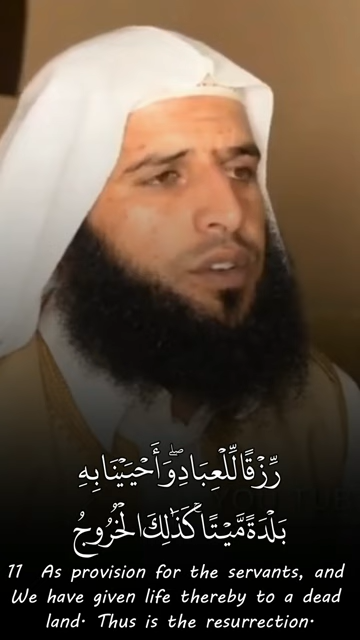 رِّزْقًا لِّلْعِبَادِ ۖ وَأَحْيَيْنَا بِهِ
بَلْدَةً مَّيْتًا ۚ كَذَٰلِكَ الْخُرُوجُ
11 As provision for the servants, and
We have given life thereby to a dead
land. Thus is the resurrection.